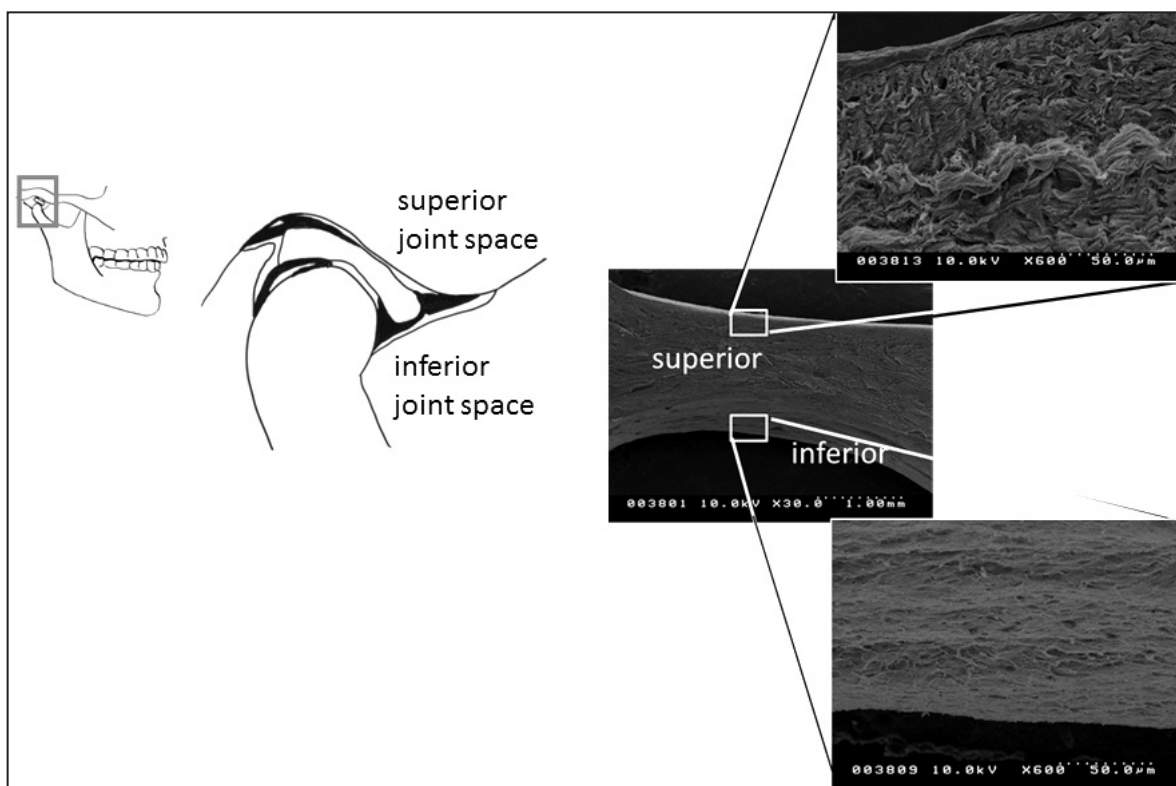 superior
joint space
inferior
joint space
superior
inferior
003801 10.0kV X30.0 1.00mm
003813 10.0kV X600 50.0µm
003809 10.0kV X600 50.0µm